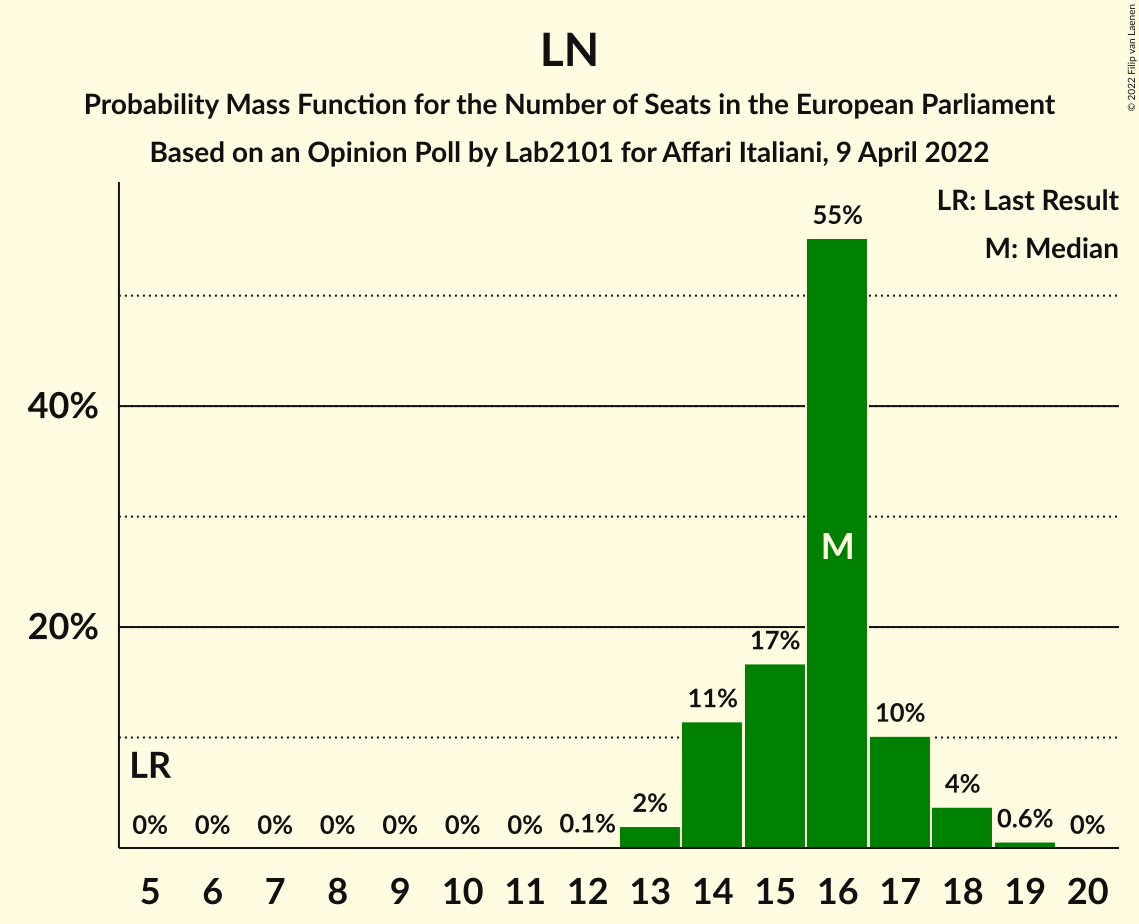 LN
Probability Mass Function for the Number of Seats in the European Parliament
Based on an Opinion Poll by Lab2101 for Affari Italiani, 9 April 2022
© 2022 Filip van Laenen
LR: Last Result
M: Median
55%
40%
M
20%
17%
11%
10%
LR
4%
2%
0% 0% 0% 0% 0% 0% 0% 0.1% 0.6% 0%
5 6 7 8 9 10 11 12 13 14 15 16 17 18 19 20